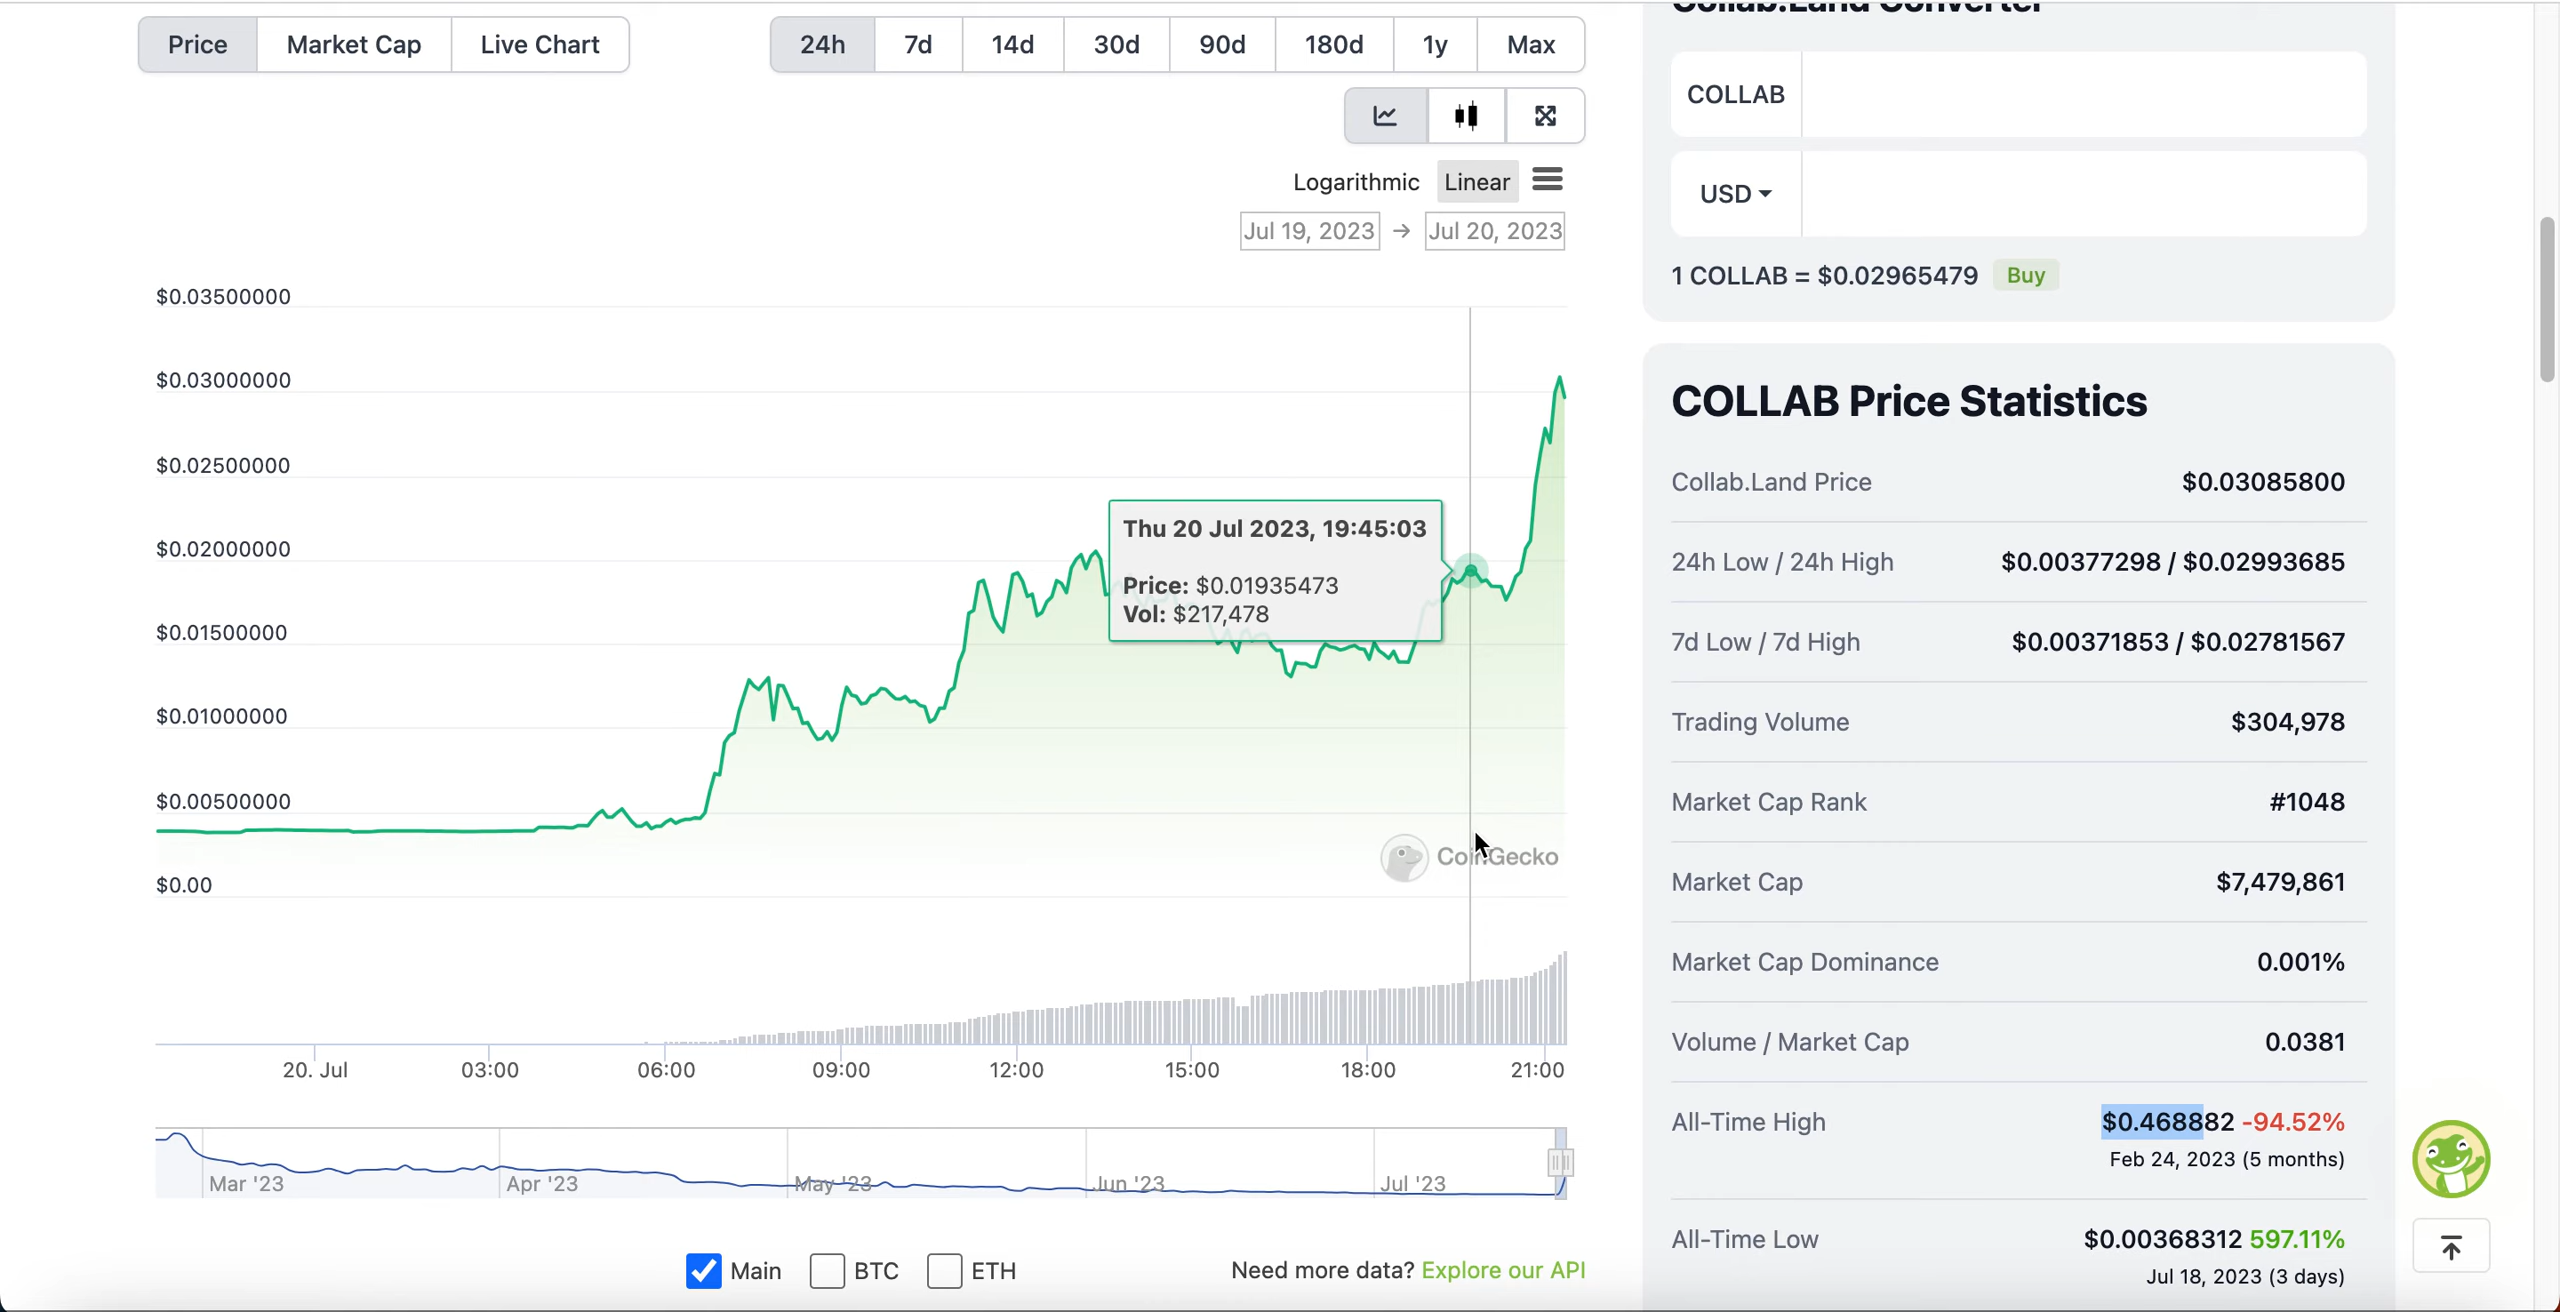 Price Market Cap Live Chart
24h 7d 14d 30d 90d 180d 1y Max
Logarithmic Linear
Jul 19, 2023 → Jul 20, 2023
$0.03500000
$0.03000000
$0.02500000
$0.02000000
$0.01500000
$0.01000000
$0.00500000
$0.00
Thu 20 Jul 2023, 19:45:03
Price: $0.01935473
Vol: $217,478
CoinGecko
20. Jul 03:00 06:00 09:00 12:00 15:00 18:00 21:00
Mar '23 Apr '23 May '23 Jun '23 Jul '23
Main BTC ETH
Need more data? Explore our API
Collab.Land Converter
COLLAB
USD
1 COLLAB = $0.02965479 Buy
COLLAB Price Statistics
Collab.Land Price $0.03085800
24h Low / 24h High $0.00377298 / $0.02993685
7d Low / 7d High $0.00371853 / $0.02781567
Trading Volume $304,978
Market Cap Rank #1048
Market Cap $7,479,861
Market Cap Dominance 0.001%
Volume / Market Cap 0.0381
All-Time High $0.468882 -94.52%
Feb 24, 2023 (5 months)
All-Time Low $0.00368312 597.11%
Jul 18, 2023 (3 days)